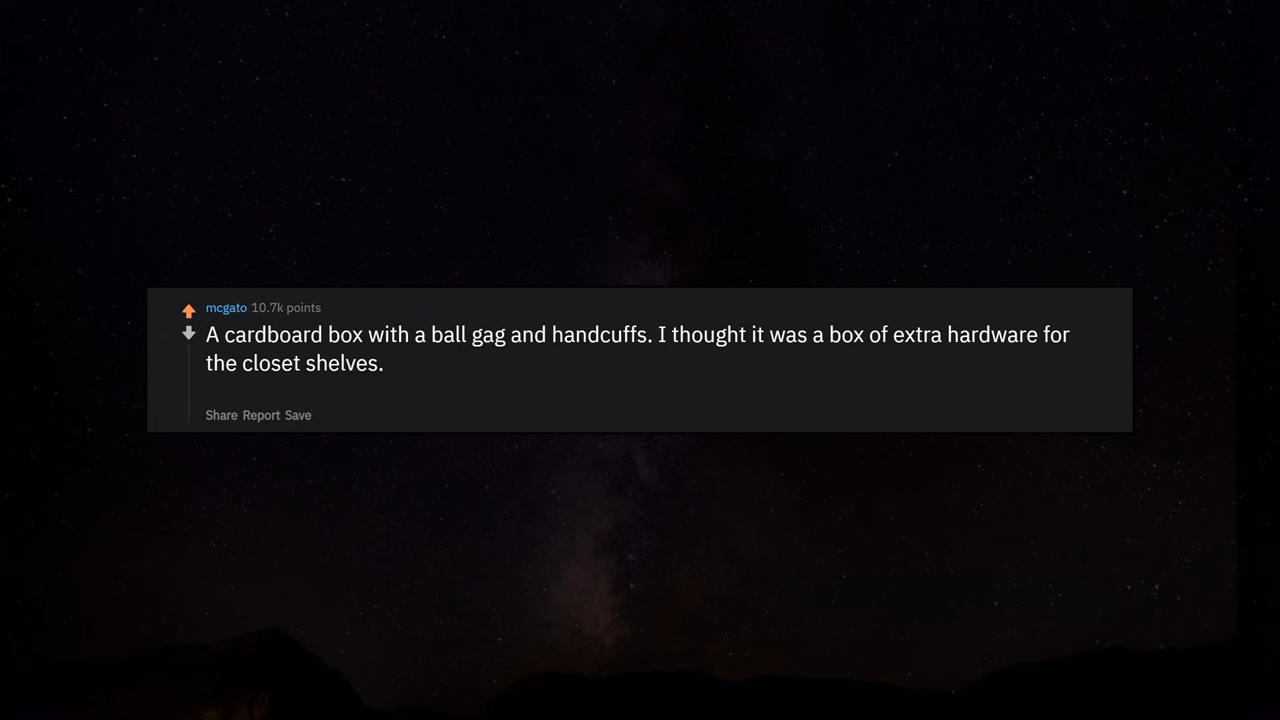 mcgato 10.7k points
A cardboard box with a ball gag and handcuffs. I thought it was a box of extra hardware for
the closet shelves.
Share Report Save